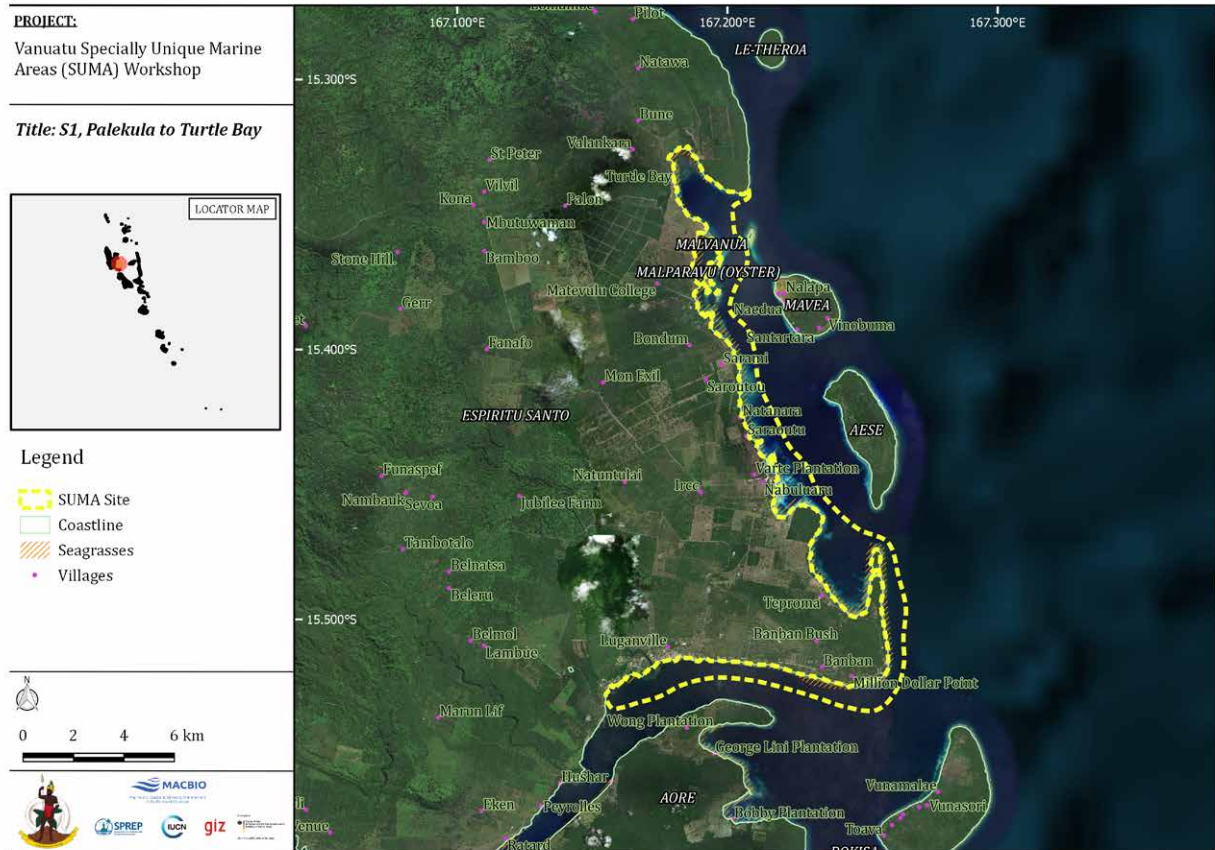 PROJECT:
Vanuatu Specially Unique Marine
Areas (SUMA) Workshop
Title: S1, Palekula to Turtle Bay
LOCATOR MAP
Legend
SUMA Site
Coastline
Seagrasses
Villages
N
0 2 4 6 km
MACBIO
SPREP
IUCN
giz
167.100°E
167.200°E
167.300°E
15.300°S
15.400°S
15.500°S
Pilot
LE-THEROA
Natawa
Bune
Valankara
St Peter
Turtle Bay
Vilvil
Kona
Palon
Mbutuwaman
MALVANUA
Stone Hill
Bamboo
MALPARAVU (OYSTER)
Matevulu College
Nalapa
MAVEA
Gerr
Naedua
Vinobuma
Santartara
Bondum
Fanafo
Sarami
Mon Exil
Saroutou
ESPIRITU SANTO
Natanara
Saraoutu
AESE
Funaspef
Natuntulai
Vartc Plantation
Ircc
Nabuluaru
Nambauk
Sevoa
Jubilee Farm
Tambotalo
Belnatsa
Beleru
Teproma
Belmol
Lambue
Luganville
Banban Bush
Banban
Million Dollar Point
Marun Lif
Wong Plantation
George Lini Plantation
Hushar
Vunamalae
Eken
Peyrolles
AORE
Vunasori
Bobby Plantation
Toava
Ratard